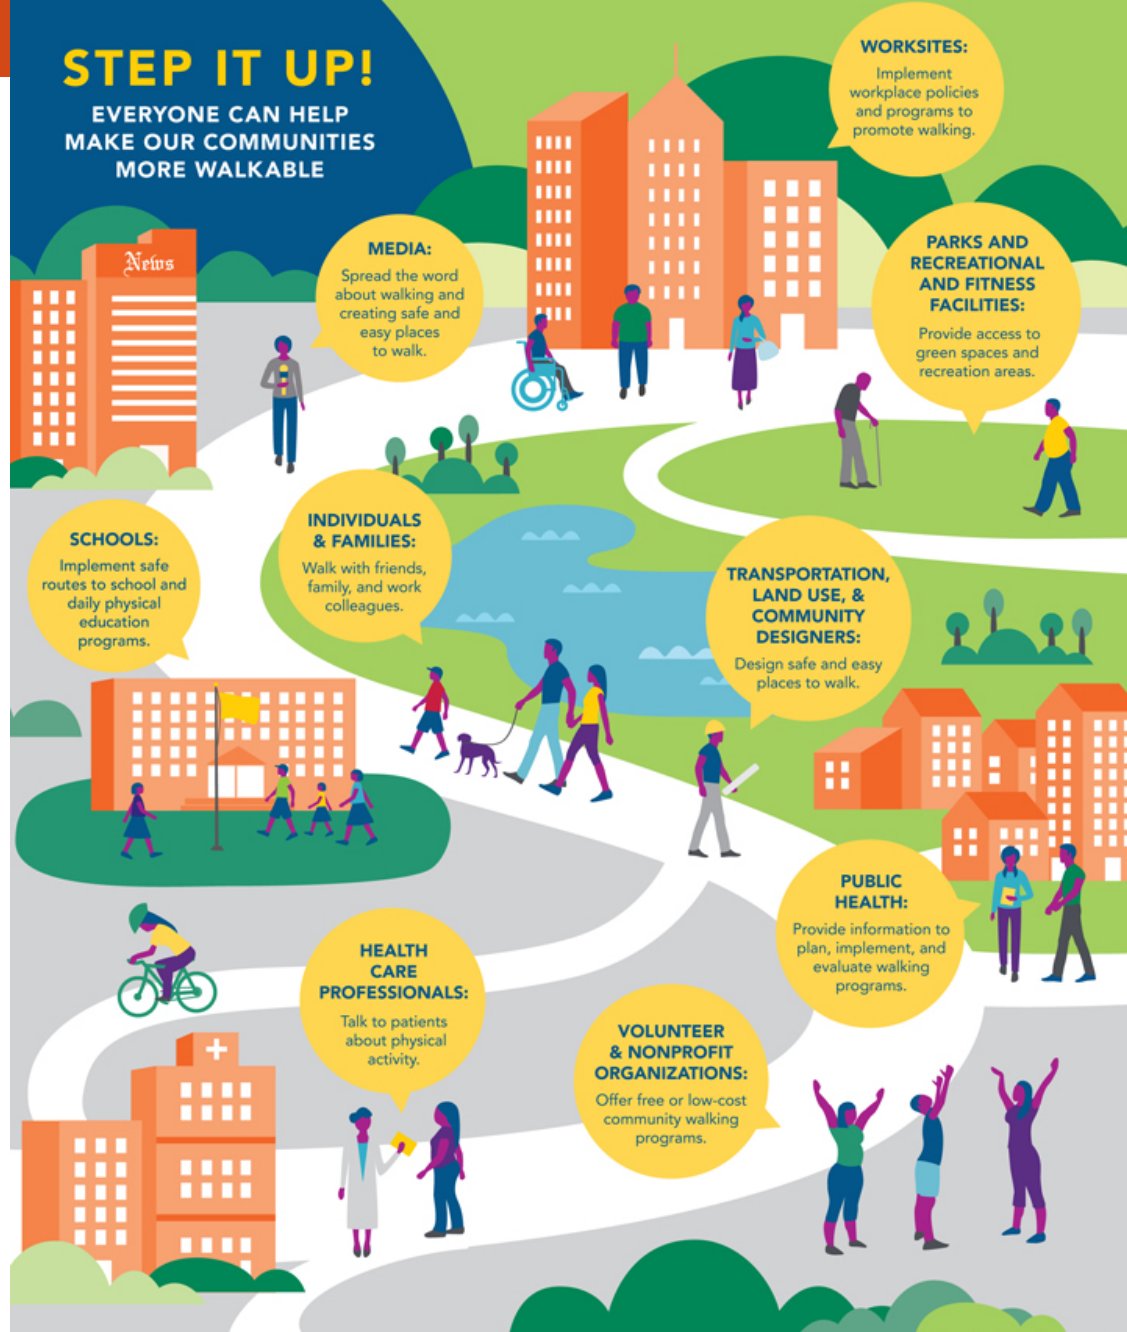 STEP IT UP!
EVERYONE CAN HELP
MAKE OUR COMMUNITIES
MORE WALKABLE
WORKSITES:
Implement
workplace policies
and programs to
promote walking.
News
MEDIA:
Spread the word
about walking and
creating safe and
easy places
to walk.
PARKS AND
RECREATIONAL
AND FITNESS
FACILITIES:
Provide access to
green spaces and
recreation areas.
SCHOOLS:
Implement safe
routes to school and
daily physical
education
programs.
INDIVIDUALS
& FAMILIES:
Walk with friends,
family, and work
colleagues.
TRANSPORTATION,
LAND USE, &
COMMUNITY
DESIGNERS:
Design safe and easy
places to walk.
PUBLIC
HEALTH:
Provide information to
plan, implement, and
evaluate walking
programs.
HEALTH
CARE
PROFESSIONALS:
Talk to patients
about physical
activity.
VOLUNTEER
& NONPROFIT
ORGANIZATIONS:
Offer free or low-cost
community walking
programs.